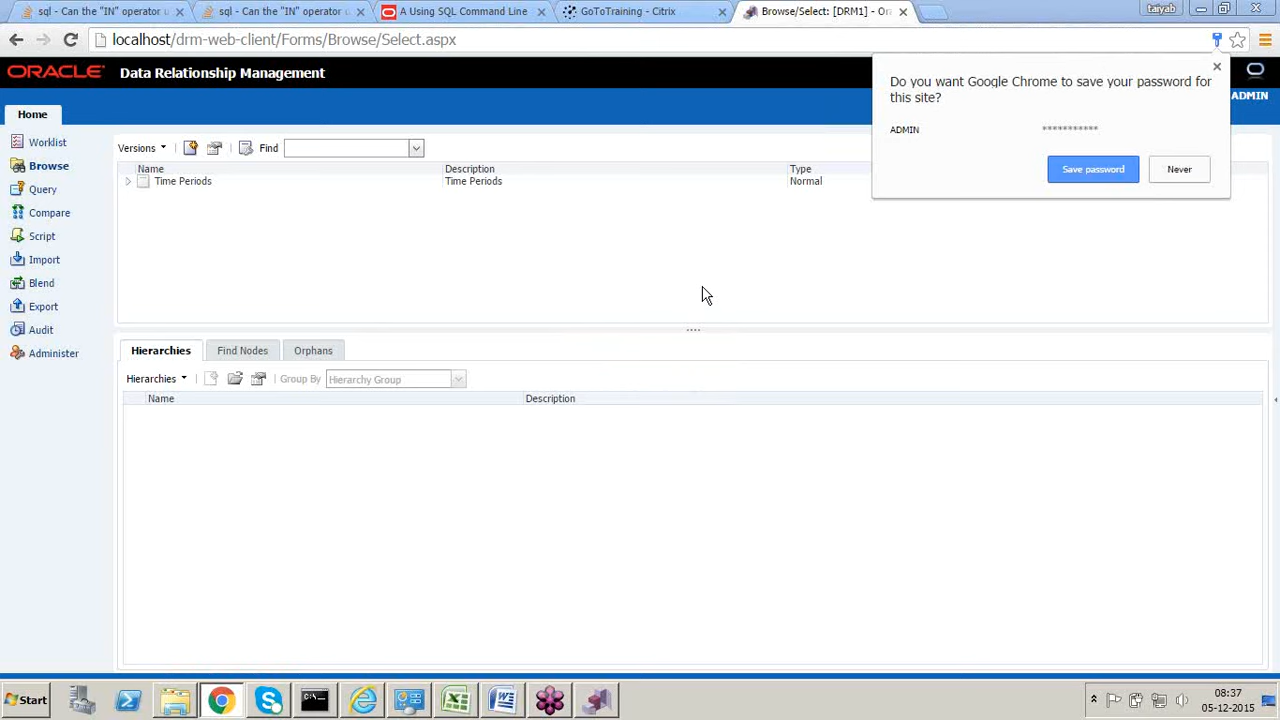 sql - Can the "IN" operator u
sql - Can the "IN" operator u
A Using SQL Command Line
GoToTraining - Citrix
Browse/Select: [DRM1] - Or
taiyab
localhost/drm-web-client/Forms/Browse/Select.aspx
ORACLE Data Relationship Management
ADMIN
Do you want Google Chrome to save your password for
this site?
ADMIN ***********
Save password
Never
Home
Worklist
Browse
Query
Compare
Script
Import
Blend
Export
Audit
Administer
Versions
Find
Name Description Type
Time Periods Time Periods Normal
Hierarchies Find Nodes Orphans
Hierarchies
Group By Hierarchy Group
Name Description
Start
08:37
05-12-2015